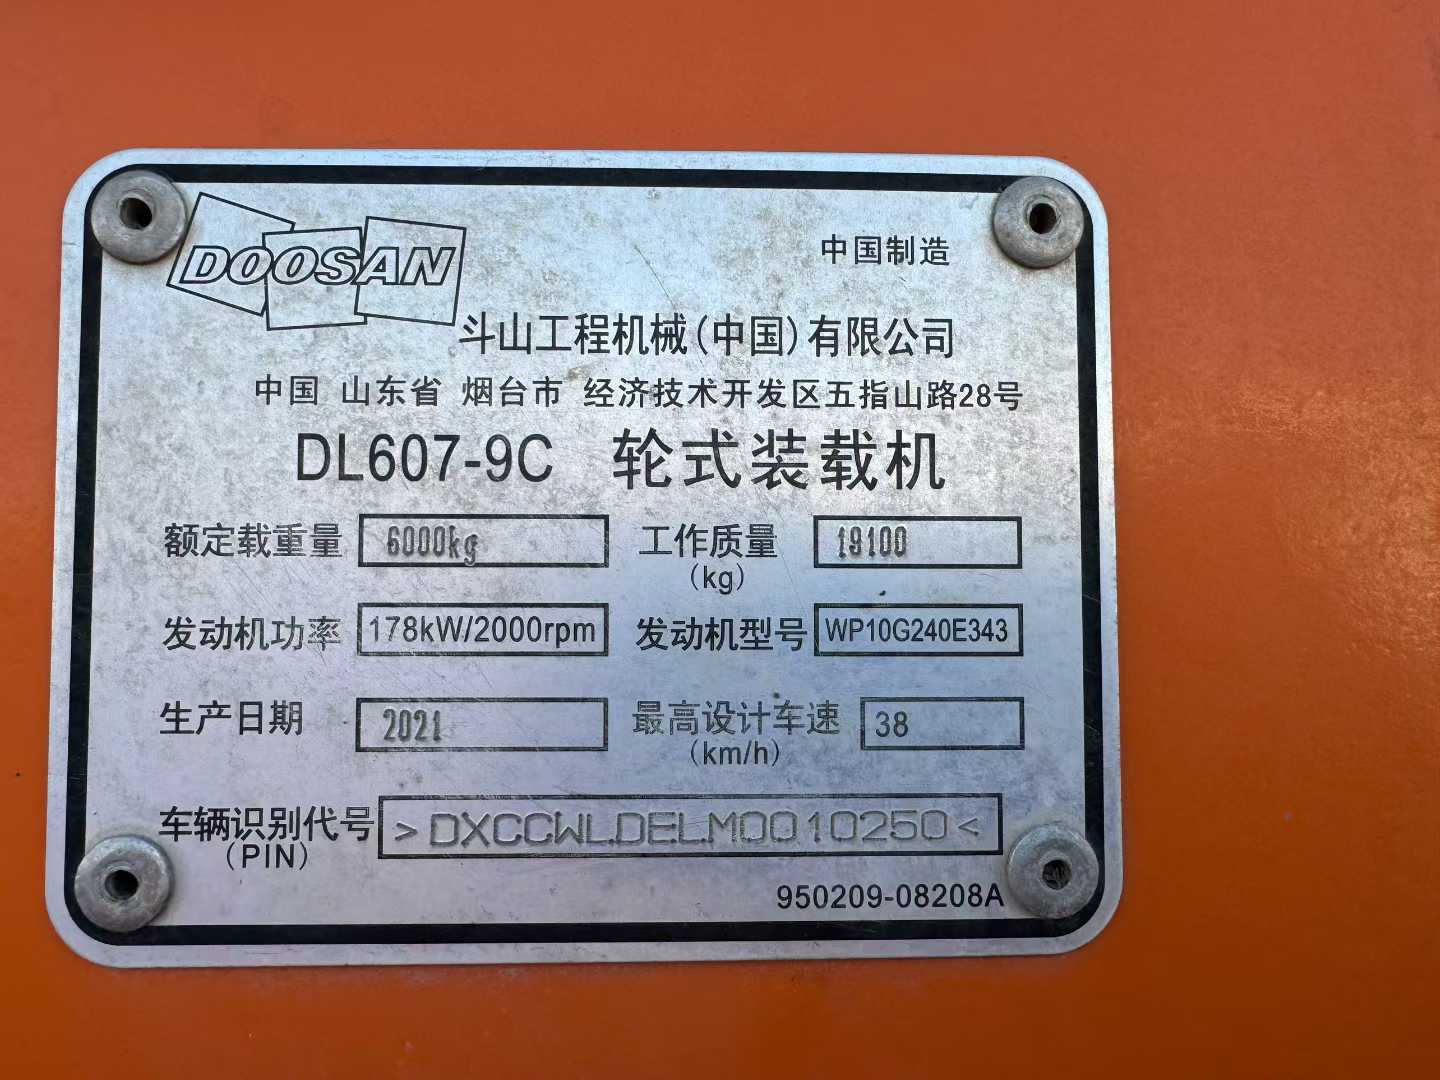 DOOSAN
中国制造
斗山工程机械(中国)有限公司
中国 山东省 烟台市 经济技术开发区五指山路28号
DL607-9C 轮式装载机
额定载重量 6000kg 工作质量 (kg) 19100
发动机功率 178kW/2000rpm 发动机型号 WP10G240E343
生产日期 2021 最高设计车速 (km/h) 38
车辆识别代号 (PIN) >DXCCWLDELM0010250<
950209-08208A